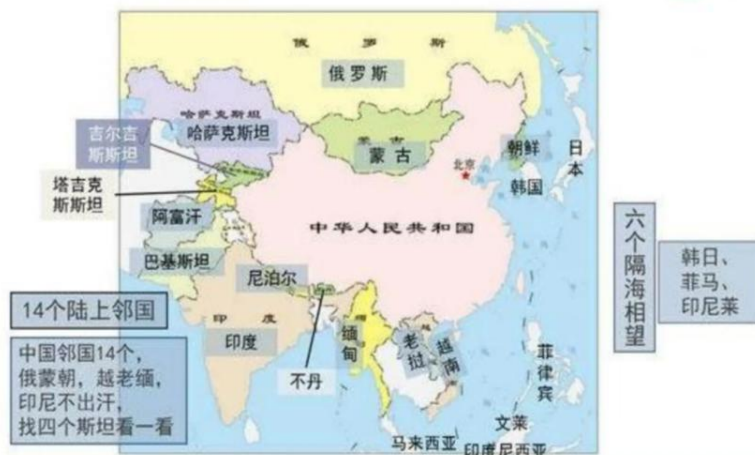 俄 罗 斯
俄罗斯
哈萨克斯坦
哈萨克斯坦
吉尔吉
斯斯坦
蒙 古
蒙古
朝鲜
日本
北京
塔吉克
斯斯坦
韩国
阿富汗
中华人民共和国
巴基斯坦
尼泊尔
六个隔海相望
韩日、
菲马、
印尼莱
14个陆上邻国
印 度
印度
缅
缅甸
老挝
越
越南
不丹
菲律宾
中国邻国14个,
俄蒙朝，越老缅,
印尼不出汗,
找四个斯坦看一看
文莱
马来西亚
印度尼西亚